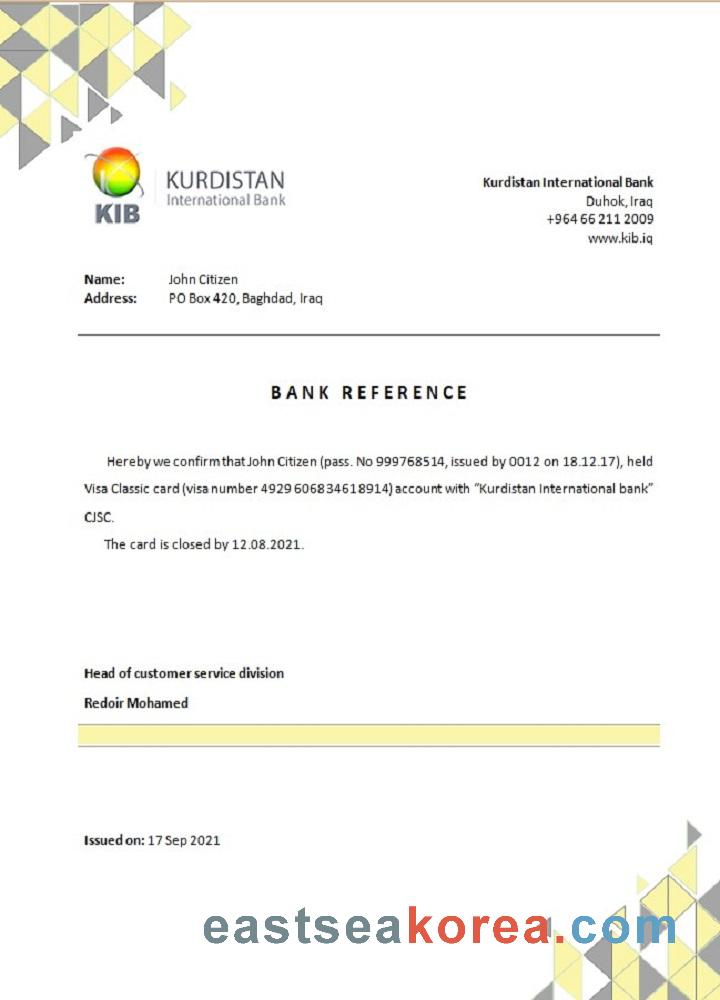 KIB
KURDISTAN
International Bank
Kurdistan International Bank
Duhok, Iraq
+964 66 211 2009
www.kib.iq
Name: John Citizen
Address: PO Box 420, Baghdad, Iraq
BANK REFERENCE
Hereby we confirm that John Citizen (pass. No 999768514, issued by 0012 on 18.12.17), held
Visa Classic card (visa number 4929 606834618914) account with “Kurdistan International bank”
CJSC.
The card is closed by 12.08.2021.
Head of customer service division
Redoir Mohamed
Issued on: 17 Sep 2021
eastseakorea.com